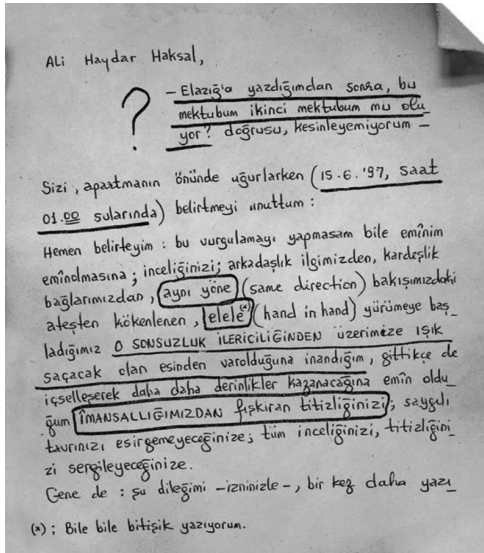 Ali Haydar Haksal,
? – Elazığ'a yazdığımdan sonra, bu
mektubum ikinci mektubum mu olu_
yor? doğrusu, kesinleyemiyorum –
Sizi, apartmanın önünde uğurlarken (15.6.'97, saat
01.00 sularında) belirtmeyi unuttum :
Hemen belirteyim : bu vurgulamayı yapmasam bile eminim
eminolmasına ; inceliğinizi ; arkadaşlık ilgimizden, kardeşlik
bağlarımızdan, aynı yöne (same direction) bakışımızdaki
ateşten kökenlenen, elele(*) (hand in hand) yürümeye baş_
ladığımız O SONSUZLUK İLERİCİLİĞİNDEN üzerimize ışık
saçacak olan esinden varolduğuna inandığım, gittikçe de
içselleşerek daha daha derinlikler kazanacağına emin oldu_
ğum İMANSALLIĞIMIZDAN fışkıran titizliğinizi ; saygılı
tavrınızı esirgemeyeceğinize ; tüm inceliğinizi, titizliğini_
zi sergileyeceğinize.
Gene de : şu dileğimi –izninizle–, bir kez daha yazı_
(*) ; Bile bile bitişik yazıyorum.